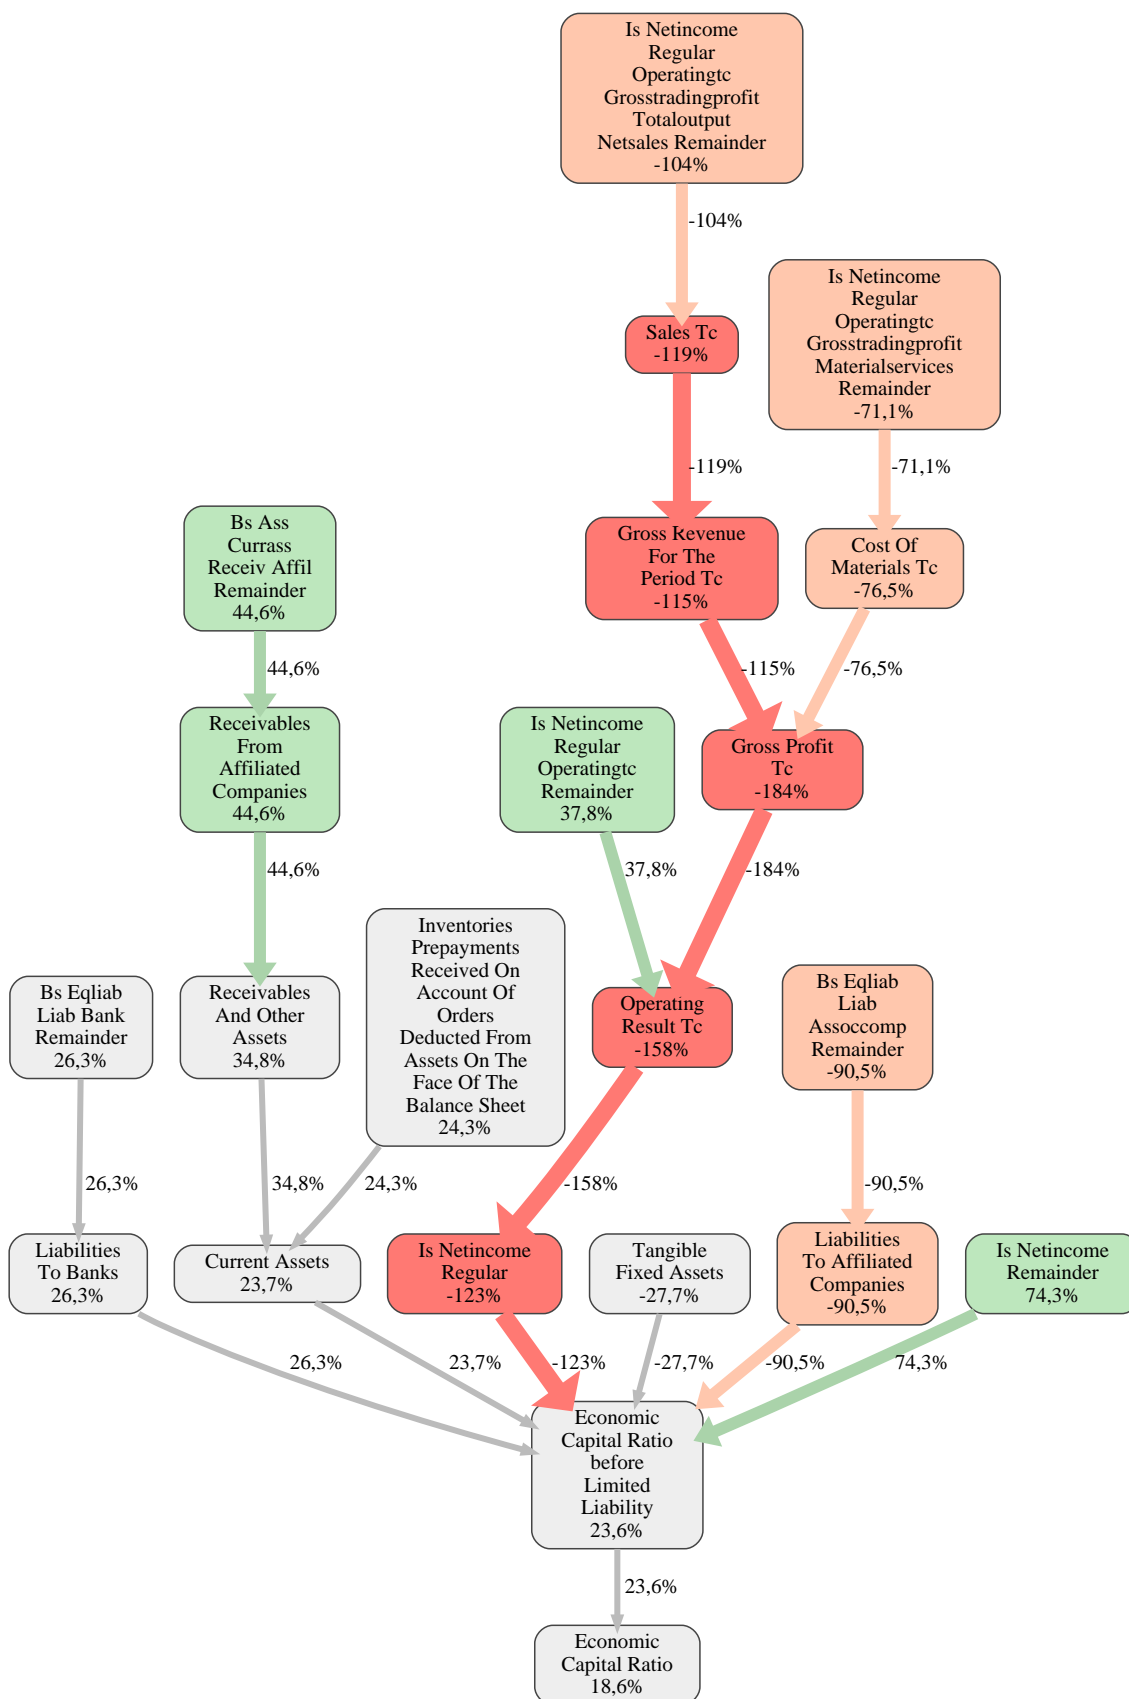 Is Netincome
Regular
Operatingtc
Grosstradingprofit
Totaloutput
Netsales Remainder
-104%
-104%
Sales Tc
-119%
Is Netincome
Regular
Operatingtc
Grosstradingprofit
Materialservices
Remainder
-71,1%
-119%
-71,1%
Bs Ass
Currass
Receiv Affil
Remainder
44,6%
Gross Revenue
For The
Period Tc
-115%
Cost Of
Materials Tc
-76,5%
44,6%
-115%
-76,5%
Receivables
From
Affiliated
Companies
44,6%
Is Netincome
Regular
Operatingtc
Remainder
37,8%
Gross Profit
Tc
-184%
44,6%
37,8%
-184%
Bs Eqliab
Liab Bank
Remainder
26,3%
Receivables
And Other
Assets
34,8%
Inventories
Prepayments
Received On
Account Of
Orders
Deducted From
Assets On The
Face Of The
Balance Sheet
24,3%
Operating
Result Tc
-158%
Bs Eqliab
Liab
Assoccomp
Remainder
-90,5%
26,3%
34,8%
24,3%
-158%
-90,5%
Liabilities
To Banks
26,3%
Current Assets
23,7%
Is Netincome
Regular
-123%
Tangible
Fixed Assets
-27,7%
Liabilities
To Affiliated
Companies
-90,5%
Is Netincome
Remainder
74,3%
26,3%
23,7%
-123%
-27,7%
-90,5%
74,3%
Economic
Capital Ratio
before
Limited
Liability
23,6%
23,6%
Economic
Capital Ratio
18,6%